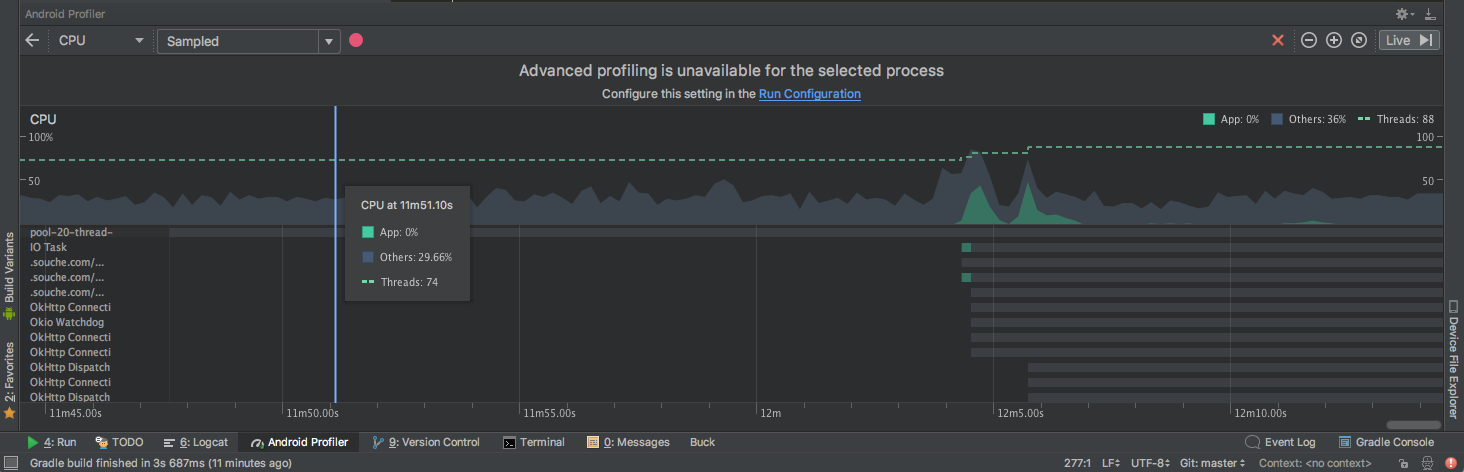 Android Profiler
CPU Sampled Live
Advanced profiling is unavailable for the selected process
Configure this setting in the Run Configuration
CPU App: 0% Others: 36% Threads: 88
100% 100
50 50
CPU at 11m51.10s
App: 0%
Others: 29.66%
Threads: 74
pool-20-thread-
IO Task
.souche.com/...
.souche.com/...
.souche.com/...
OkHttp Connecti
Okio Watchdog
OkHttp Connecti
OkHttp Connecti
OkHttp Dispatch
OkHttp Connecti
OkHttp Dispatch
11m45.00s 11m50.00s 11m55.00s 12m 12m5.00s 12m10.00s
Build Variants
2: Favorites
Device File Explorer
4: Run TODO 6: Logcat Android Profiler 9: Version Control Terminal 0: Messages Buck Event Log Gradle Console
Gradle build finished in 3s 687ms (11 minutes ago) 277:1 LF UTF-8 Git: master Context: <no context>